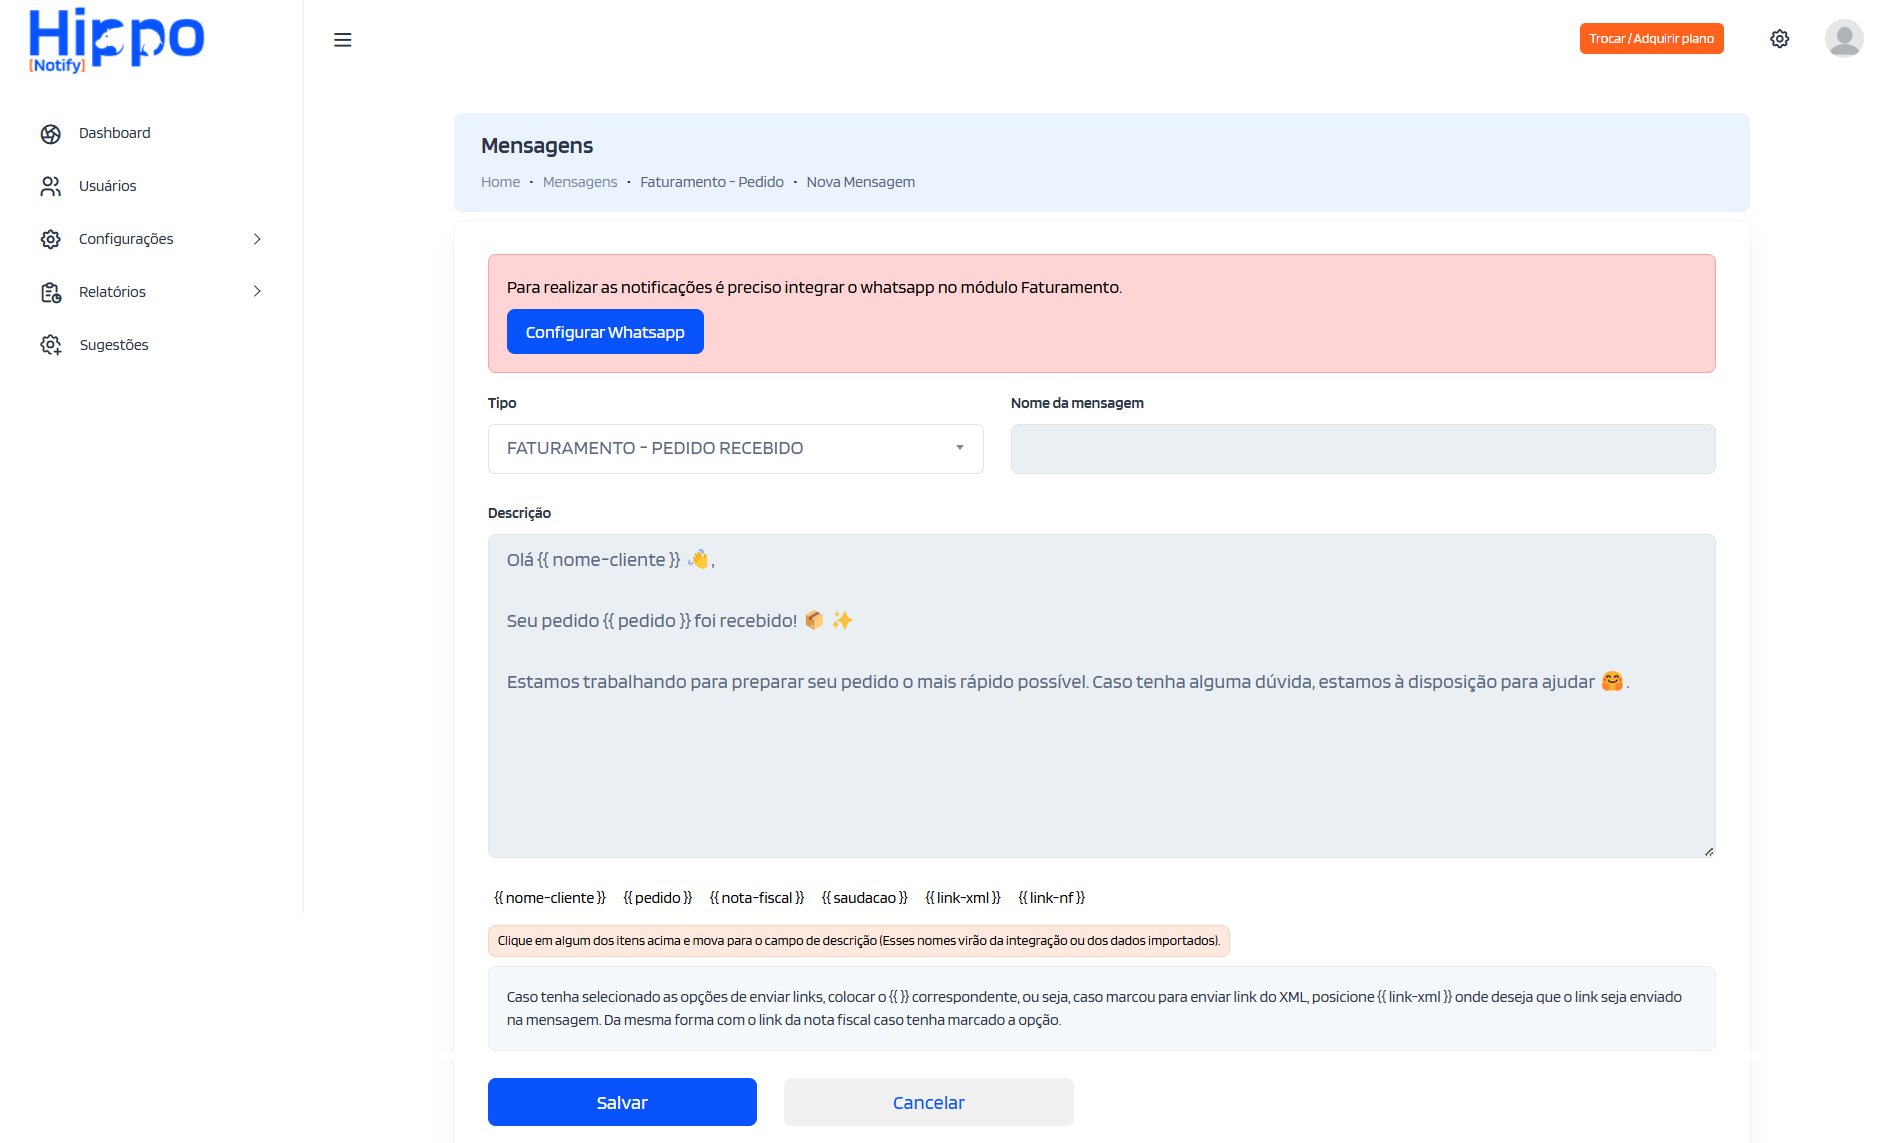 Hippo
[Notify]
Trocar / Adquirir plano
Dashboard
Usuários
Configurações
Relatórios
Sugestões
Mensagens
Home • Mensagens • Faturamento - Pedido • Nova Mensagem
Para realizar as notificações é preciso integrar o whatsapp no módulo Faturamento.
Configurar Whatsapp
Tipo
Nome da mensagem
FATURAMENTO - PEDIDO RECEBIDO
Descrição
Olá {{ nome-cliente }} 👋,
Seu pedido {{ pedido }} foi recebido! 📦 ✨
Estamos trabalhando para preparar seu pedido o mais rápido possível. Caso tenha alguma dúvida, estamos à disposição para ajudar 🤗.
{{ nome-cliente }} {{ pedido }} {{ nota-fiscal }} {{ saudacao }} {{ link-xml }} {{ link-nf }}
Clique em algum dos itens acima e mova para o campo de descrição (Esses nomes virão da integração ou dos dados importados).
Caso tenha selecionado as opções de enviar links, colocar o {{ }} correspondente, ou seja, caso marcou para enviar link do XML, posicione {{ link-xml }} onde deseja que o link seja enviado
na mensagem. Da mesma forma com o link da nota fiscal caso tenha marcado a opção.
Salvar
Cancelar